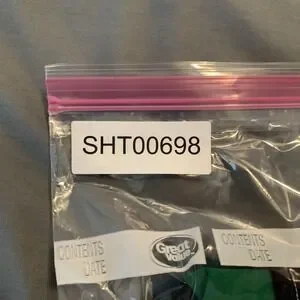 SHT00698
CONTENTS
DATE
Great
Value
CONTENTS
DATE